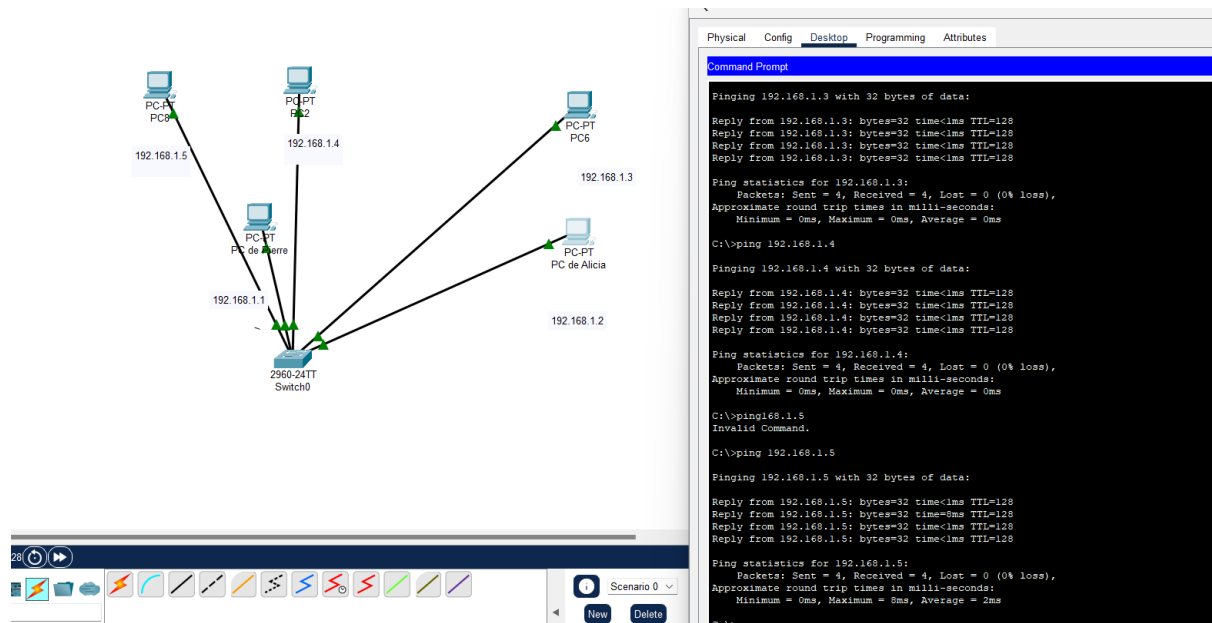 PC-PT
PC8
192.168.1.5
PC-PT
PC2
192.168.1.4
PC-PT
PC6
192.168.1.3
PC-PT
PC de Pierre
192.168.1.1
PC-PT
PC de Alicia
192.168.1.2
2960-24TT
Switch0
28
Scenario 0
New
Delete
Physical Config Desktop Programming Attributes
Command Prompt
Pinging 192.168.1.3 with 32 bytes of data:
Reply from 192.168.1.3: bytes=32 time<1ms TTL=128
Reply from 192.168.1.3: bytes=32 time<1ms TTL=128
Reply from 192.168.1.3: bytes=32 time<1ms TTL=128
Reply from 192.168.1.3: bytes=32 time<1ms TTL=128
Ping statistics for 192.168.1.3:
Packets: Sent = 4, Received = 4, Lost = 0 (0% loss),
Approximate round trip times in milli-seconds:
Minimum = 0ms, Maximum = 0ms, Average = 0ms
C:\>ping 192.168.1.4
Pinging 192.168.1.4 with 32 bytes of data:
Reply from 192.168.1.4: bytes=32 time<1ms TTL=128
Reply from 192.168.1.4: bytes=32 time<1ms TTL=128
Reply from 192.168.1.4: bytes=32 time<1ms TTL=128
Reply from 192.168.1.4: bytes=32 time<1ms TTL=128
Ping statistics for 192.168.1.4:
Packets: Sent = 4, Received = 4, Lost = 0 (0% loss),
Approximate round trip times in milli-seconds:
Minimum = 0ms, Maximum = 0ms, Average = 0ms
C:\>ping168.1.5
Invalid Command.
C:\>ping 192.168.1.5
Pinging 192.168.1.5 with 32 bytes of data:
Reply from 192.168.1.5: bytes=32 time<1ms TTL=128
Reply from 192.168.1.5: bytes=32 time=8ms TTL=128
Reply from 192.168.1.5: bytes=32 time<1ms TTL=128
Reply from 192.168.1.5: bytes=32 time<1ms TTL=128
Ping statistics for 192.168.1.5:
Packets: Sent = 4, Received = 4, Lost = 0 (0% loss),
Approximate round trip times in milli-seconds:
Minimum = 0ms, Maximum = 8ms, Average = 2ms